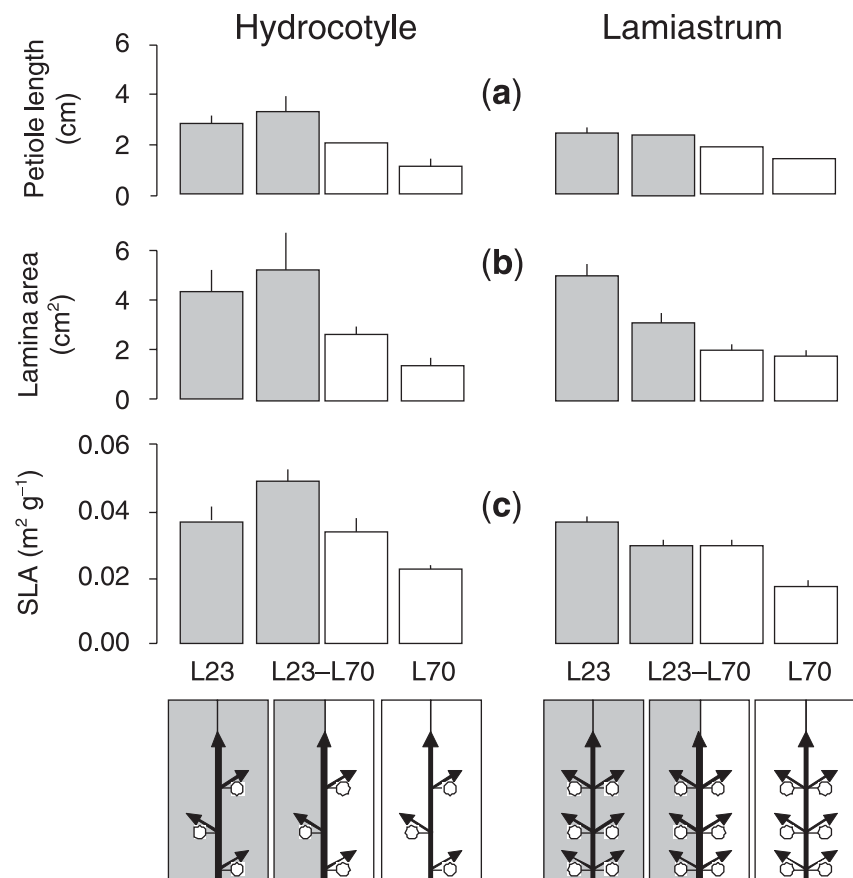 Hydrocotyle Lamiastrum
Petiole length
(cm)
6
4
2
0
(a)
Lamina area
(cm²)
6
4
2
0
(b)
SLA (m² g⁻¹)
0.06
0.04
0.02
0.00
(c)
L23 L23–L70 L70 L23 L23–L70 L70